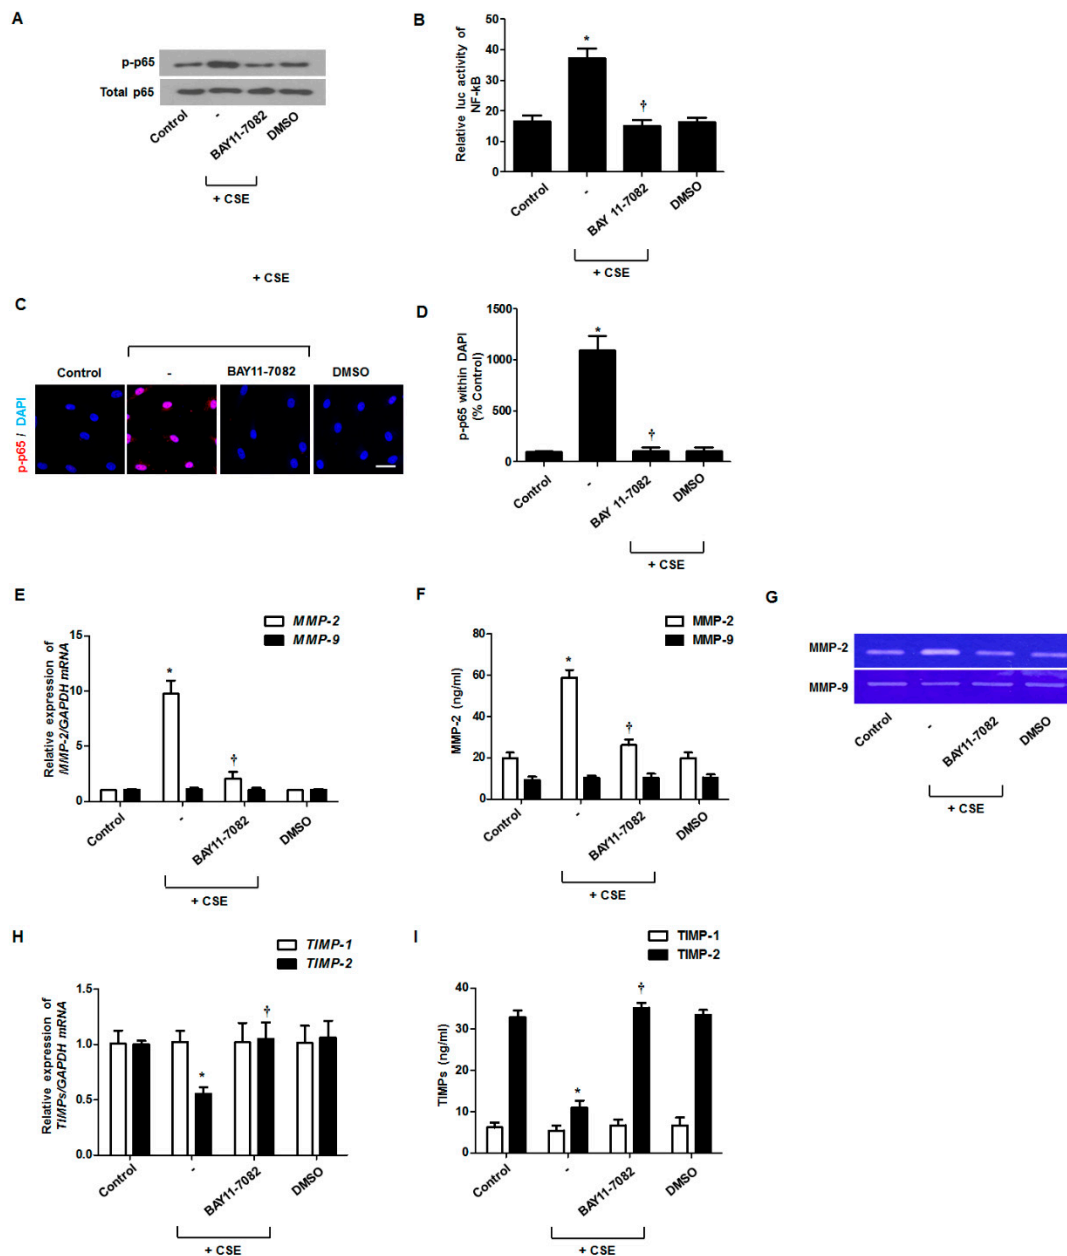 A
p-p65
Total p65
Control
-
BAY11-7082
DMSO
+ CSE
B
Relative luc activity of
NF-kB
50
40
30
20
10
0
*
†
Control
-
BAY 11-7082
DMSO
+ CSE
+ CSE
C
Control
-
BAY11-7082
DMSO
p-p65 / DAPI
D
p-p65 within DAPI
(% Control)
1500
1000
500
0
*
†
Control
-
BAY 11-7082
DMSO
+ CSE
E
MMP-2
MMP-9
Relative expression of
MMP-2/GAPDH mRNA
15
10
5
0
*
†
Control
-
BAY11-7082
DMSO
+ CSE
F
MMP-2
MMP-9
MMP-2 (ng/ml)
80
60
40
20
0
*
†
Control
-
BAY11-7082
DMSO
+ CSE
G
MMP-2
MMP-9
Control
-
BAY11-7082
DMSO
+ CSE
H
TIMP-1
TIMP-2
Relative expression of
TIMPs/GAPDH mRNA
1.5
1.0
0.5
0.0
*
†
Control
-
BAY11-7082
DMSO
+ CSE
I
TIMP-1
TIMP-2
TIMPs (ng/ml)
40
30
20
10
0
*
†
Control
-
BAY11-7082
DMSO
+ CSE